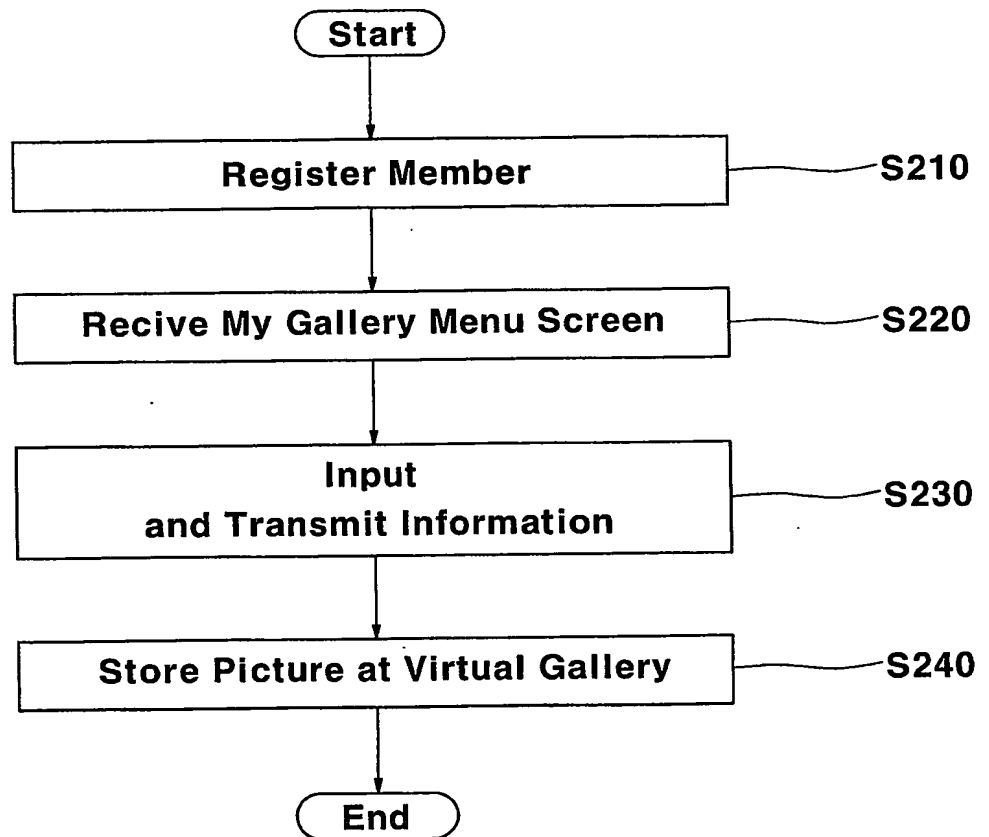 Start
Register Member
S210
Recive My Gallery Menu Screen
S220
Input
and Transmit Information
S230
Store Picture at Virtual Gallery
S240
End